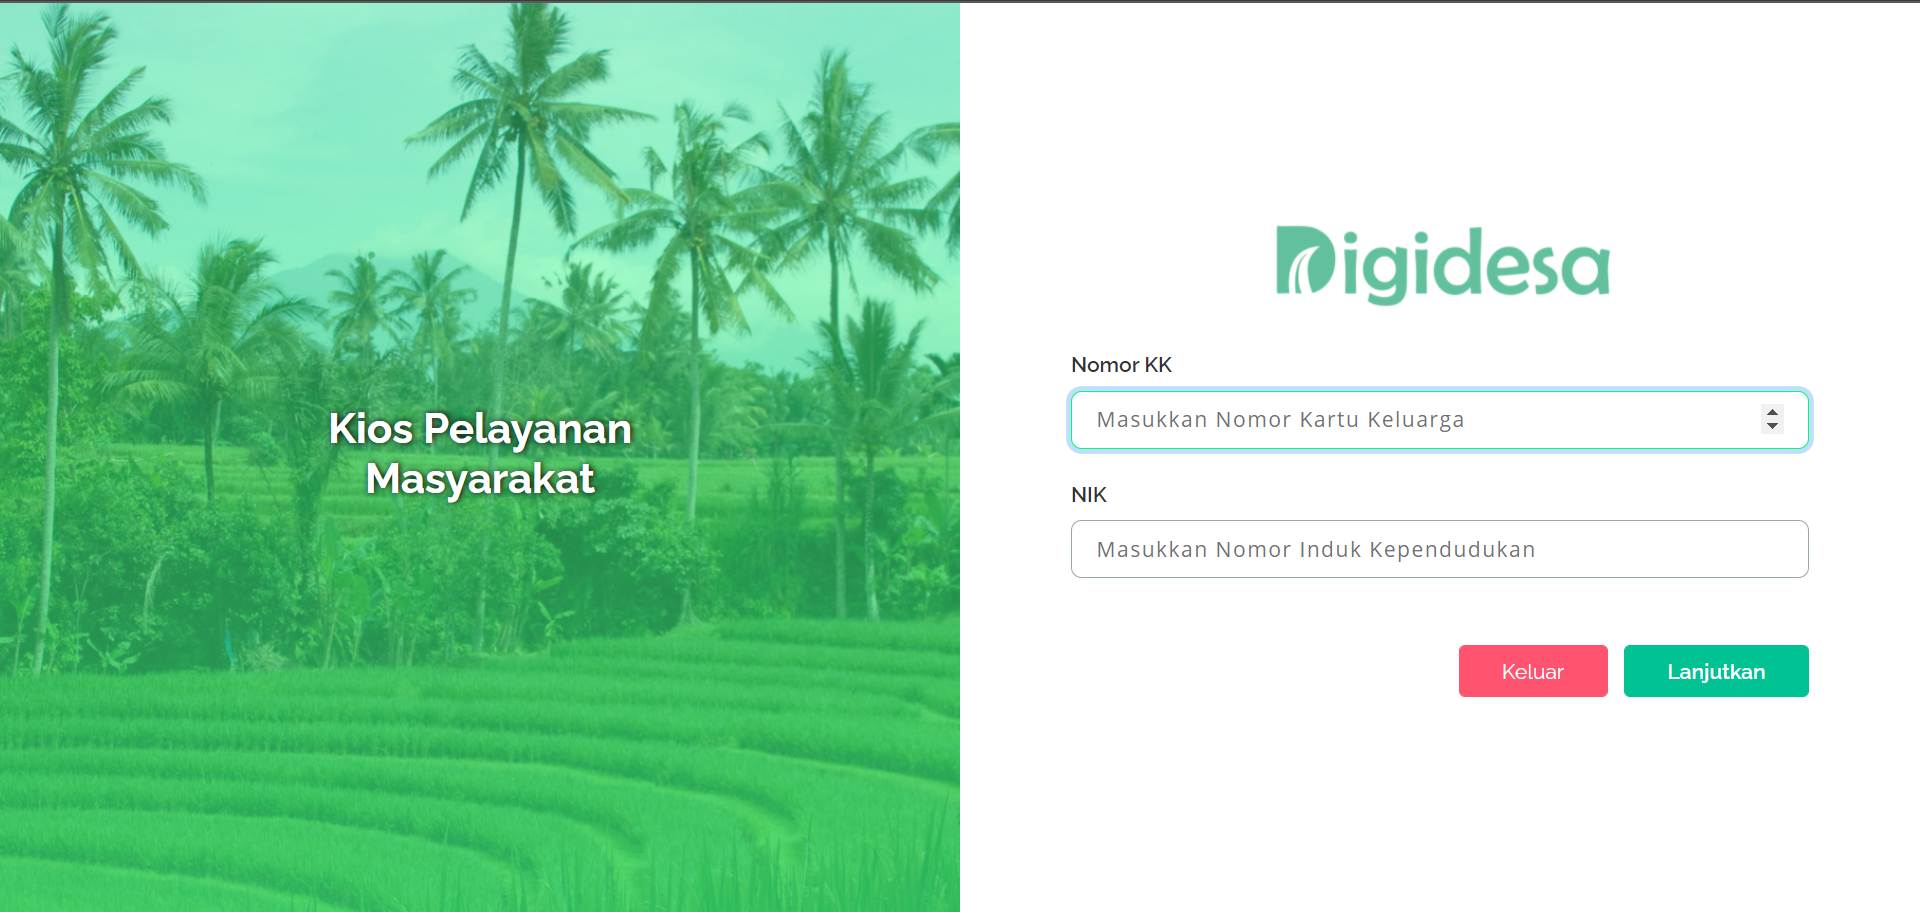 Kios Pelayanan
Masyarakat
Digidesa
Nomor KK
Masukkan Nomor Kartu Keluarga
NIK
Masukkan Nomor Induk Kependudukan
Keluar
Lanjutkan